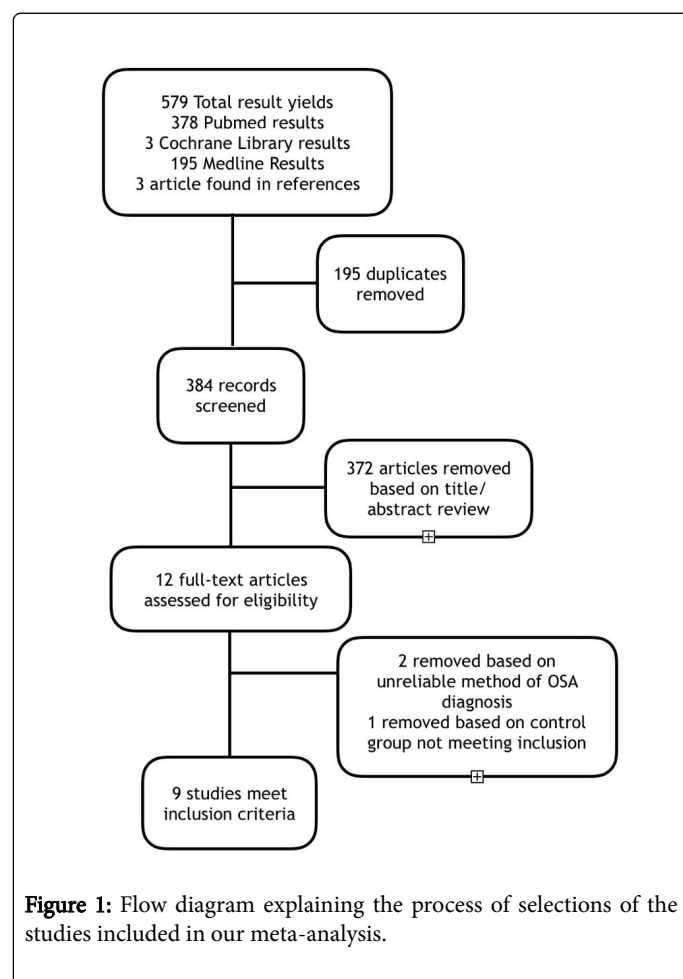 579 Total result yields
378 Pubmed results
3 Cochrane Library results
195 Medline Results
3 article found in references
195 duplicates
removed
384 records
screened
372 articles removed
based on title/
abstract review
12 full-text articles
assessed for eligibility
2 removed based on
unreliable method of OSA
diagnosis
1 removed based on control
group not meeting inclusion
9 studies meet
inclusion criteria
Figure 1: Flow diagram explaining the process of selections of the
studies included in our meta-analysis.